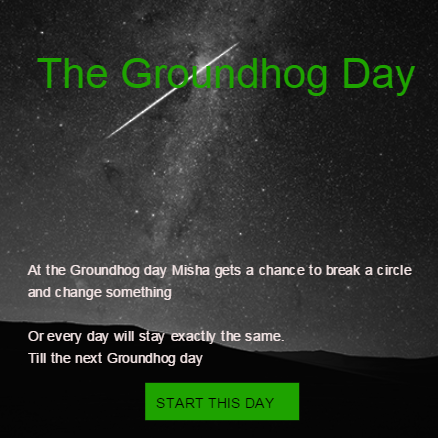 The Groundhog Day
At the Groundhog day Misha gets a chance to break a circle
and change something
Or every day will stay exactly the same.
Till the next Groundhog day
START THIS DAY